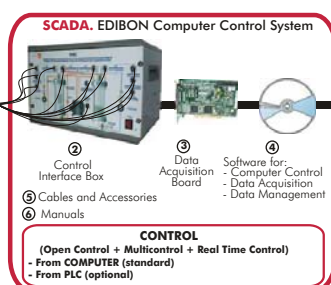 SCADA. EDIBON Computer Control System
②
Control
Interface Box
③
Data
Acquisition
Board
④
Software for:
- Computer Control
- Data Acquisition
- Data Management
⑤ Cables and Accessories
⑥ Manuals
CONTROL
(Open Control + Multicontrol + Real Time Control)
- From COMPUTER (standard)
- From PLC (optional)